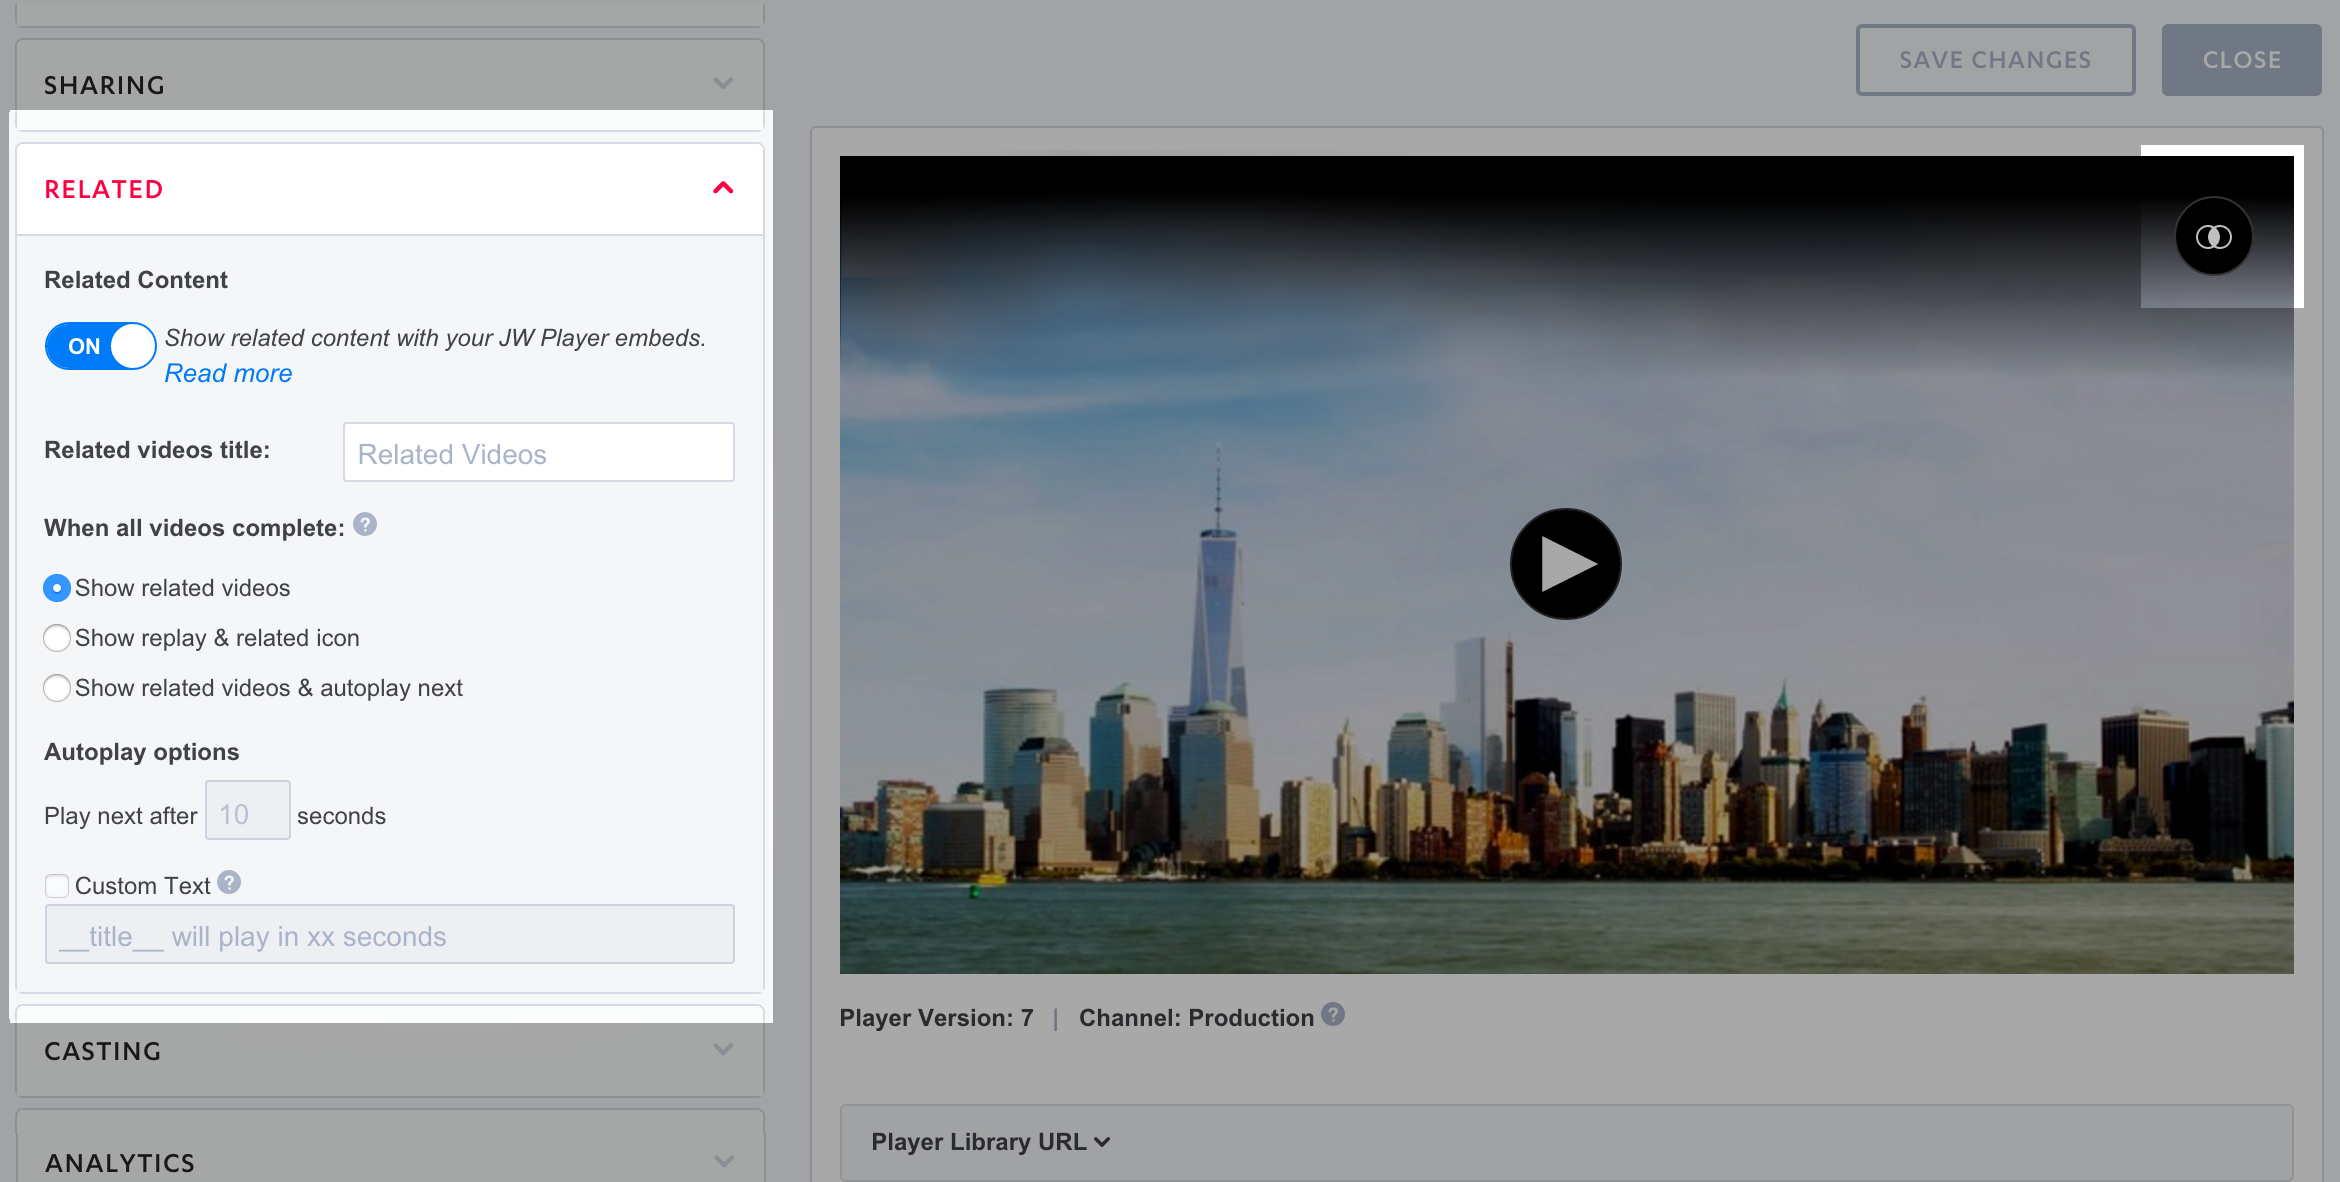 SHARING
SAVE CHANGES
CLOSE
RELATED
Related Content
ON
Show related content with your JW Player embeds.
Read more
Related videos title:
Related Videos
When all videos complete: ?
Show related videos
Show replay & related icon
Show related videos & autoplay next
Autoplay options
Play next after 10 seconds
Custom Text ?
__title__ will play in xx seconds
CASTING
ANALYTICS
Player Version: 7 | Channel: Production ?
Player Library URL